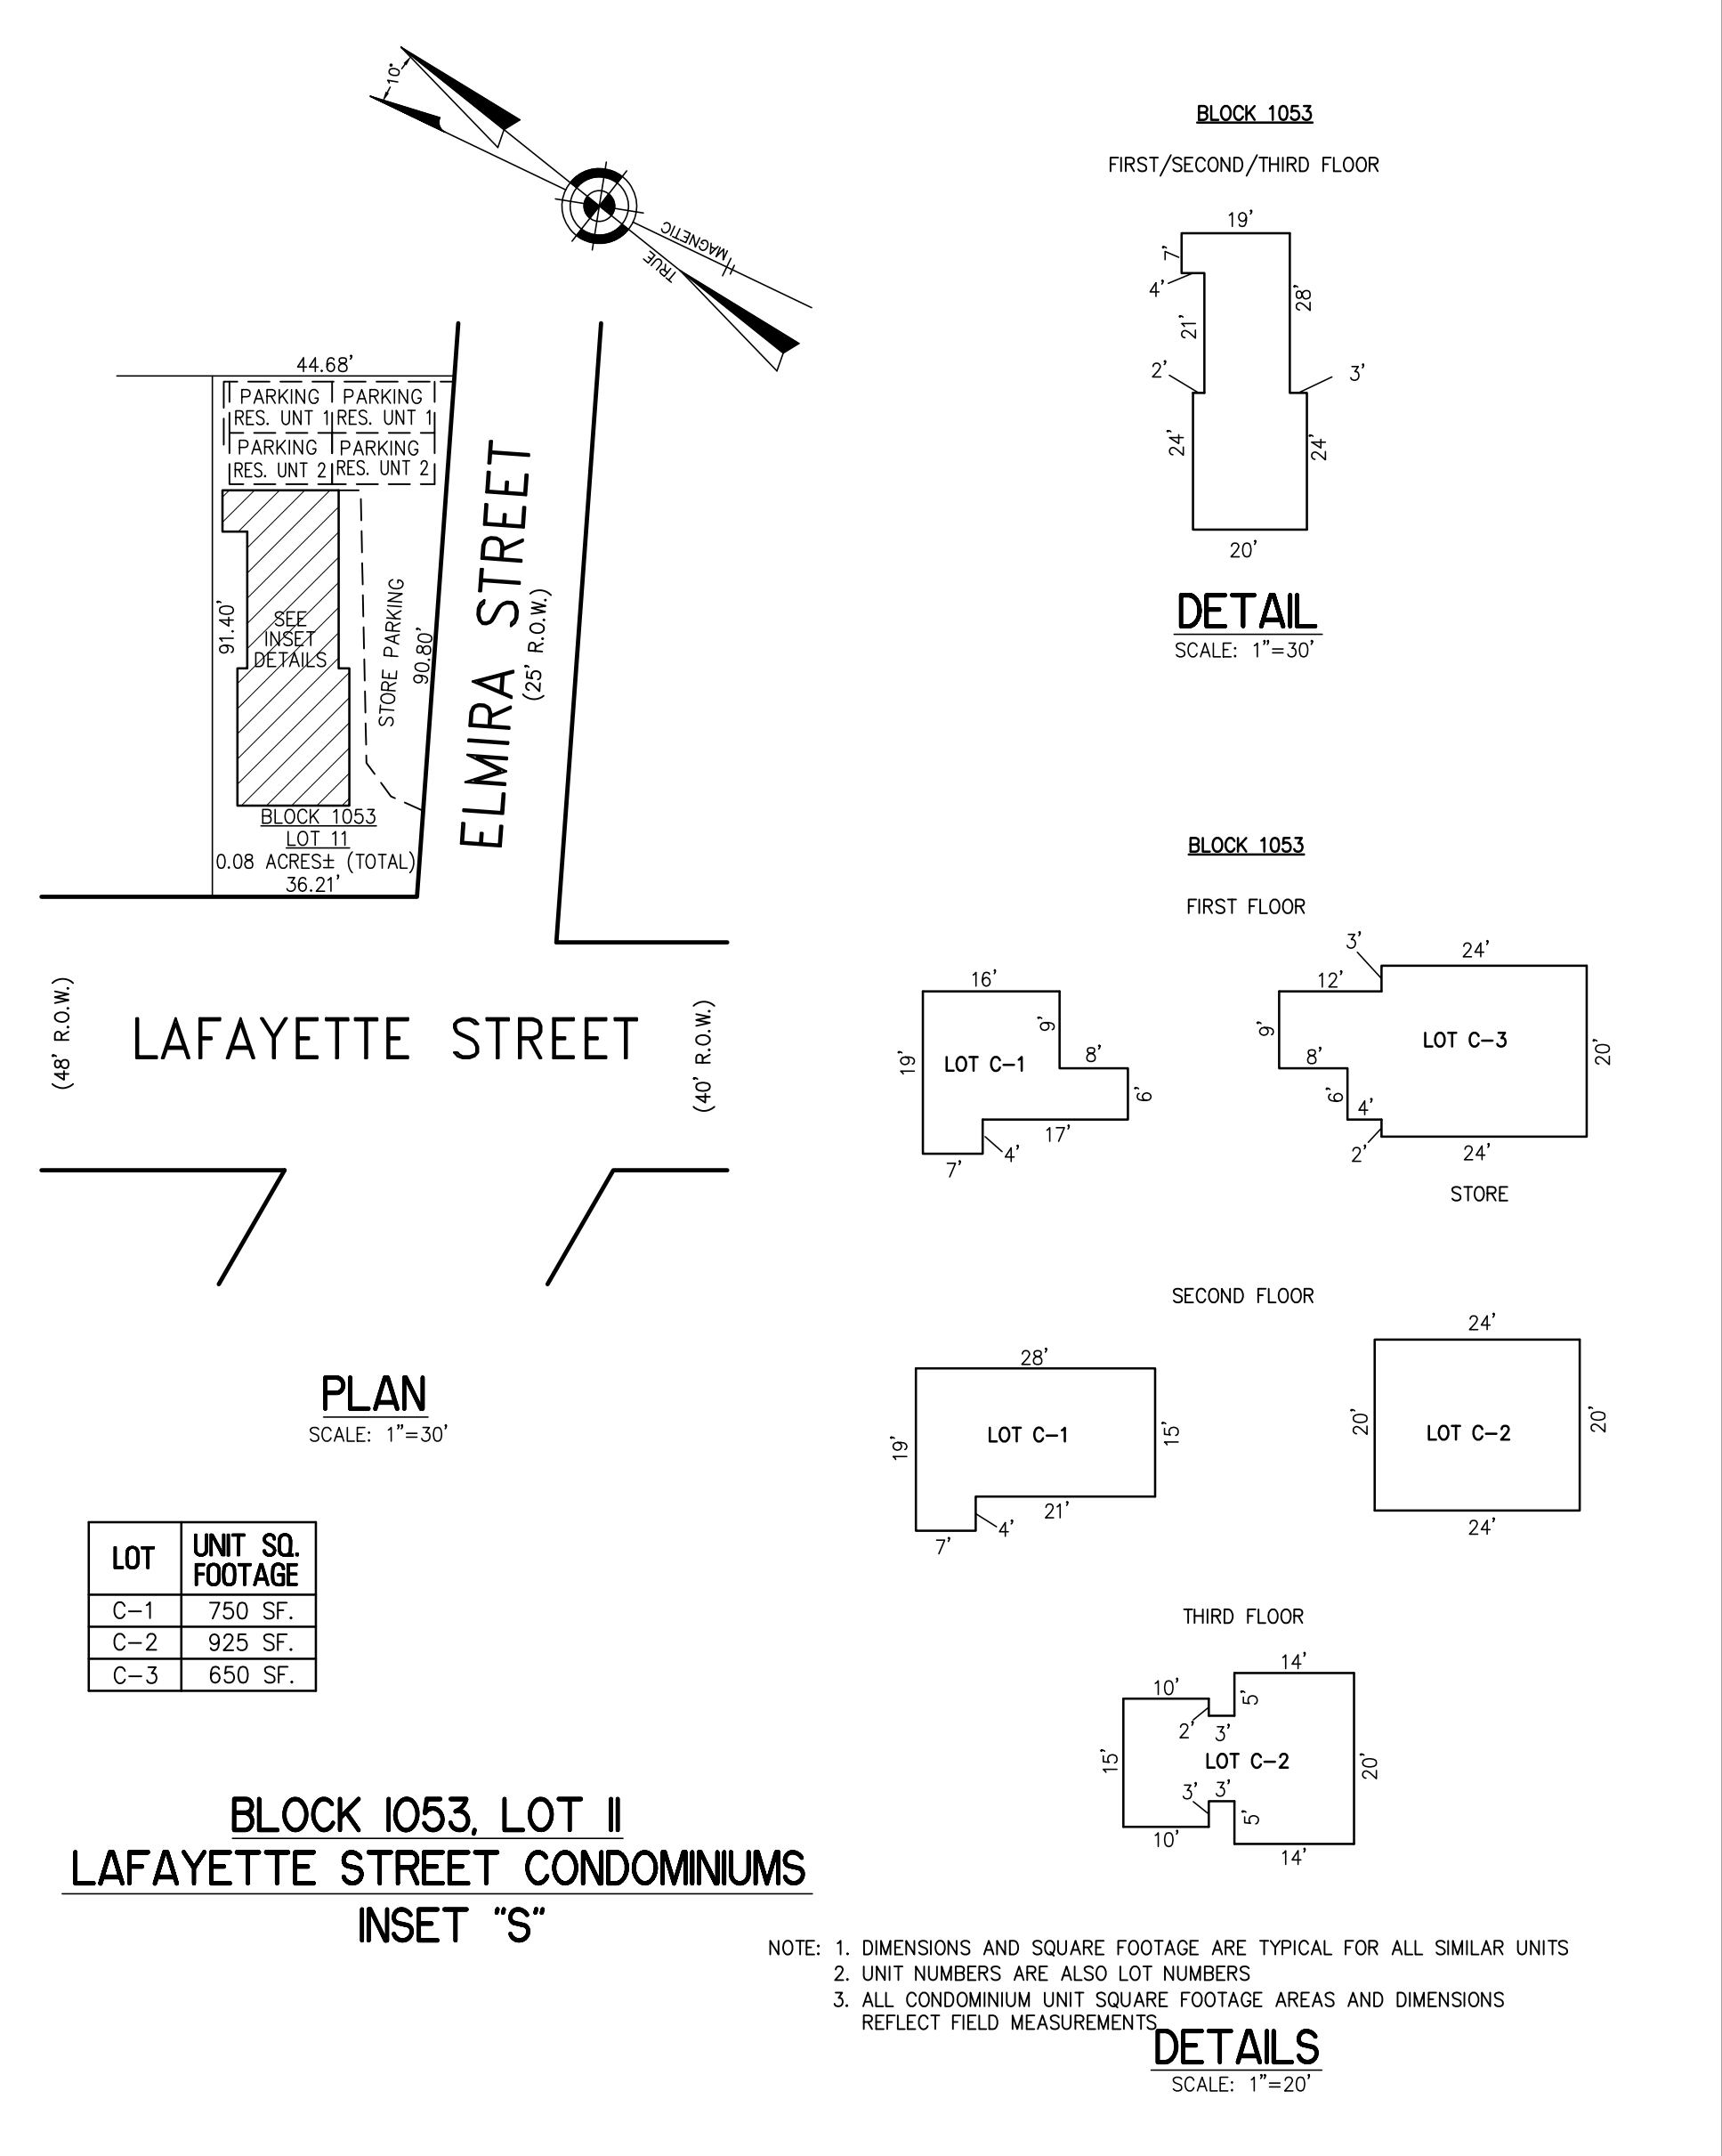 10°
MAGNETIC
TRUE
44.68'
PARKING
RES. UNT 1
PARKING
RES. UNT 1
PARKING
RES. UNT 2
PARKING
RES. UNT 2
91.40'
SEE
INSET
DETAILS
STORE PARKING
90.80'
ELMIRA STREET
(25' R.O.W.)
BLOCK 1053
LOT 11
0.08 ACRES± (TOTAL)
36.21'
(48' R.O.W.)
LAFAYETTE STREET
(40' R.O.W.)
PLAN
SCALE: 1"=30'
LOT UNIT SQ. FOOTAGE
C-1 750 SF.
C-2 925 SF.
C-3 650 SF.
BLOCK 1053, LOT 11
LAFAYETTE STREET CONDOMINIUMS
INSET "S"
BLOCK 1053
FIRST/SECOND/THIRD FLOOR
19'
7'
4'
28'
21'
2'
3'
24'
24'
20'
DETAIL
SCALE: 1"=30'
BLOCK 1053
FIRST FLOOR
16'
9'
8'
19'
LOT C-1
6'
17'
4'
7'
3'
24'
12'
9'
LOT C-3
20'
8'
6'
4'
2'
24'
STORE
SECOND FLOOR
28'
19'
LOT C-1
15'
21'
4'
7'
24'
20'
LOT C-2
20'
24'
THIRD FLOOR
14'
10'
5'
2'
3'
15'
LOT C-2
20'
3'
3'
5'
10'
14'
NOTE: 1. DIMENSIONS AND SQUARE FOOTAGE ARE TYPICAL FOR ALL SIMILAR UNITS
2. UNIT NUMBERS ARE ALSO LOT NUMBERS
3. ALL CONDOMINIUM UNIT SQUARE FOOTAGE AREAS AND DIMENSIONS
REFLECT FIELD MEASUREMENTS
DETAILS
SCALE: 1"=20'